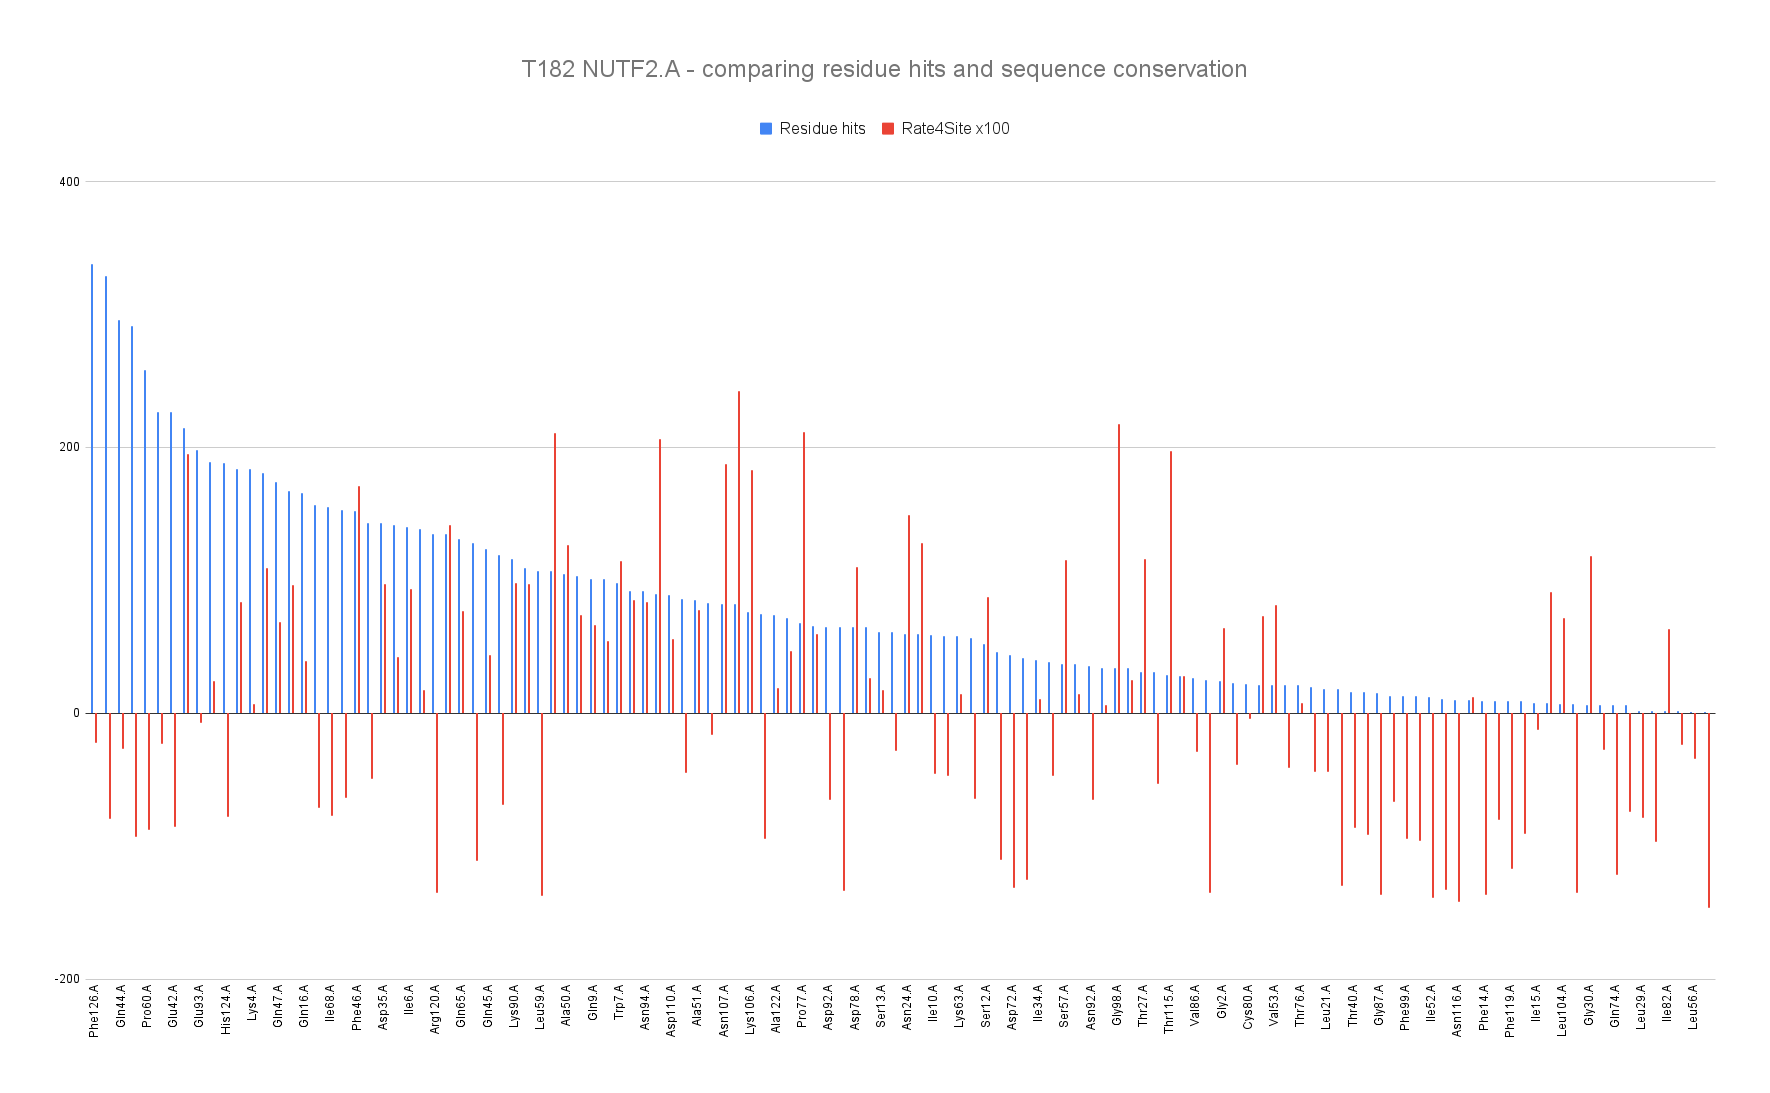 T182 NUTF2.A - comparing residue hits and sequence conservation
Residue hits
Rate4Site x100
400
200
0
-200
Phe126.A
Gln44.A
Pro60.A
Glu42.A
Glu93.A
His124.A
Lys4.A
Gln47.A
Gln16.A
Ile68.A
Phe46.A
Asp35.A
Ile6.A
Arg120.A
Gln65.A
Gln45.A
Lys90.A
Leu59.A
Ala50.A
Gln9.A
Trp7.A
Asn94.A
Asp110.A
Ala51.A
Asn107.A
Lys106.A
Ala122.A
Pro77.A
Asp92.A
Asp78.A
Ser13.A
Asn24.A
Ile10.A
Lys63.A
Ser12.A
Asp72.A
Ile34.A
Ser57.A
Asn92.A
Gly98.A
Thr27.A
Thr115.A
Val86.A
Gly2.A
Cys80.A
Val53.A
Thr76.A
Leu21.A
Thr40.A
Gly87.A
Phe99.A
Ile52.A
Asn116.A
Phe14.A
Phe119.A
Ile15.A
Leu104.A
Gly30.A
Gln74.A
Leu29.A
Ile82.A
Leu56.A